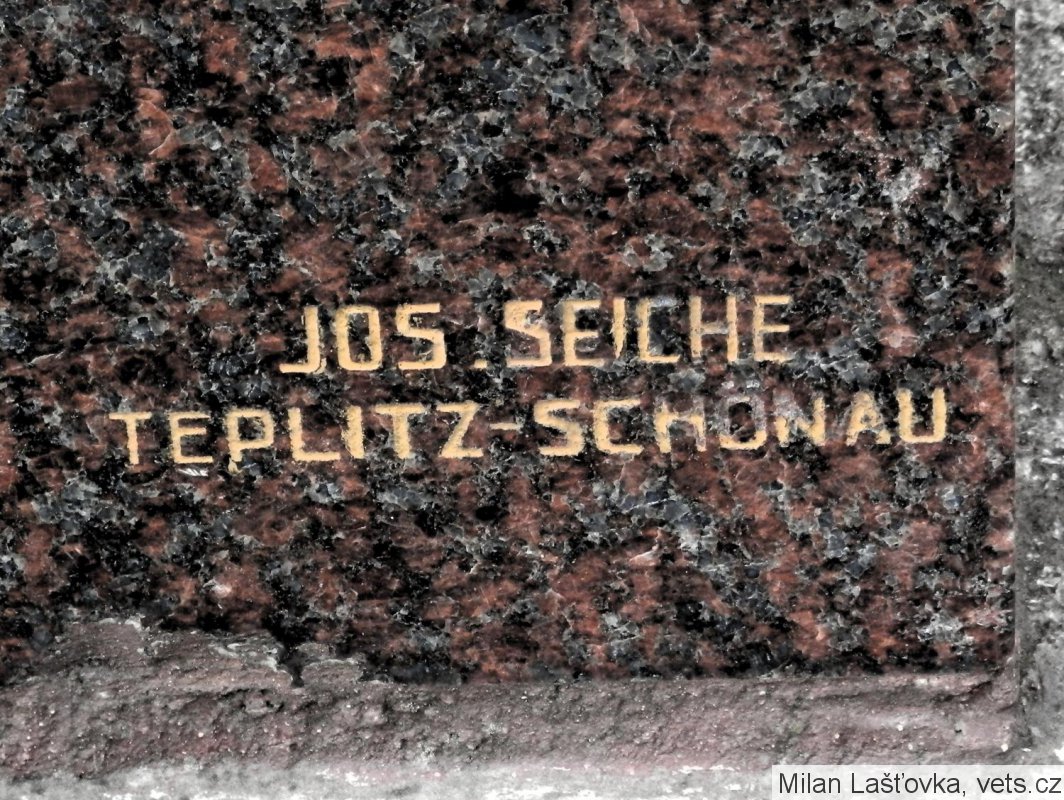 JOS. SEICHE
TEPLITZ-SCHÖNAU
Milan Lašťovka, vets.cz